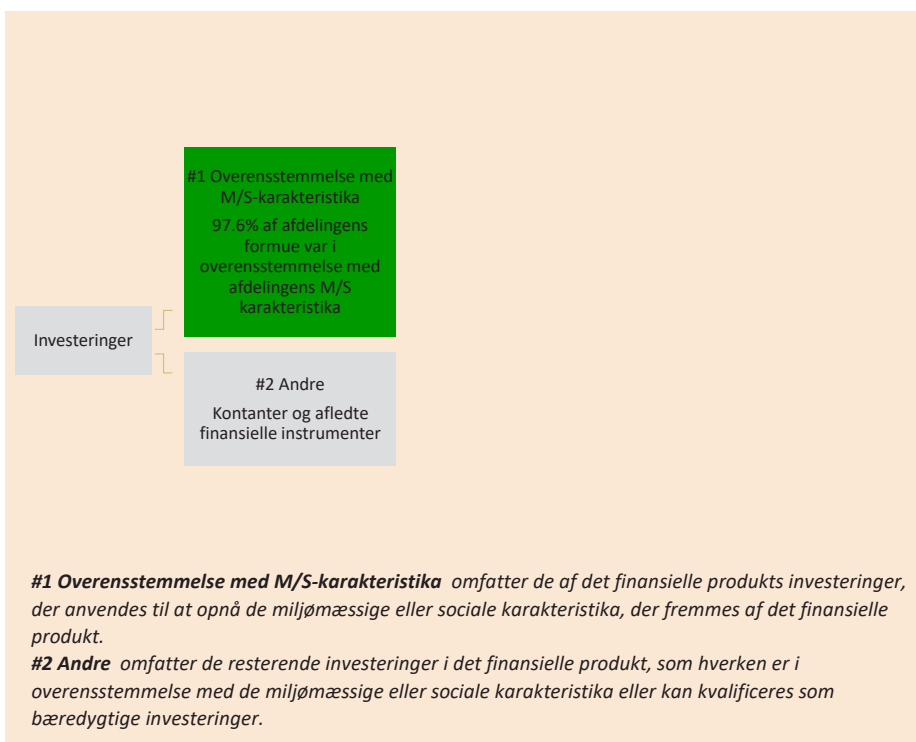 #1 Overensstemmelse med
M/S-karakteristika
97.6% af afdelingens
formue var i
overensstemmelse med
afdelingens M/S
karakteristika
Investeringer
#2 Andre
Kontanter og afledte
finansielle instrumenter
#1 Overensstemmelse med M/S-karakteristika omfatter de af det finansielle produkts investeringer,
der anvendes til at opnå de miljømæssige eller sociale karakteristika, der fremmes af det finansielle
produkt.
#2 Andre omfatter de resterende investeringer i det finansielle produkt, som hverken er i
overensstemmelse med de miljømæssige eller sociale karakteristika eller kan kvalificeres som
bæredygtige investeringer.